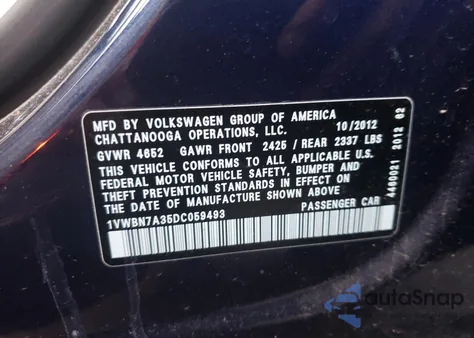 MFD BY VOLKSWAGEN GROUP OF AMERICA
CHATTANOOGA OPERATIONS, LLC. 10/2012
GVWR 4652 GAWR FRONT 2425 / REAR 2337 LBS
THIS VEHICLE CONFORMS TO ALL APPLICABLE U.S.
FEDERAL MOTOR VEHICLE SAFETY, BUMPER AND
THEFT PREVENTION STANDARDS IN EFFECT ON
THE DATE OF MANUFACTURE SHOWN ABOVE
1VWBN7A35DC059493 PASSENGER CAR
4460021 2012 02
autoSnap